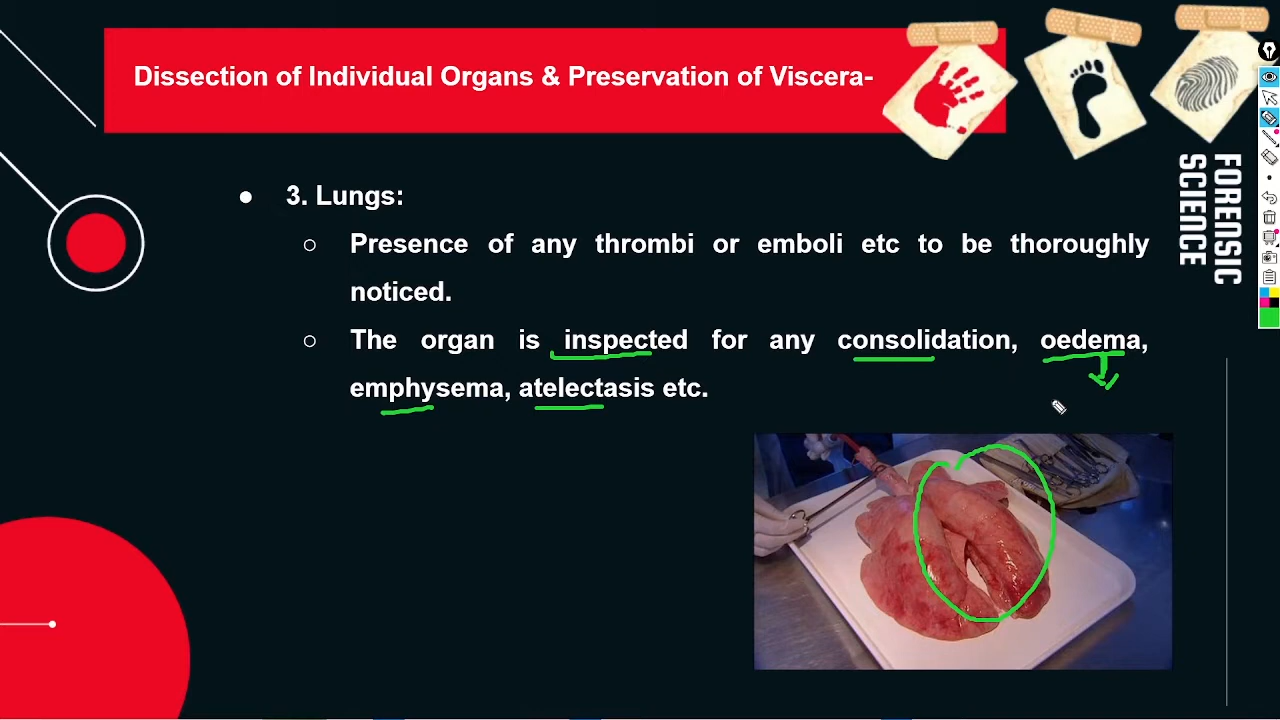 Dissection of Individual Organs & Preservation of Viscera-
FORENSIC
SCIENCE
3. Lungs:
Presence of any thrombi or emboli etc to be thoroughly
noticed.
The organ is inspected for any consolidation, oedema,
emphysema, atelectasis etc.